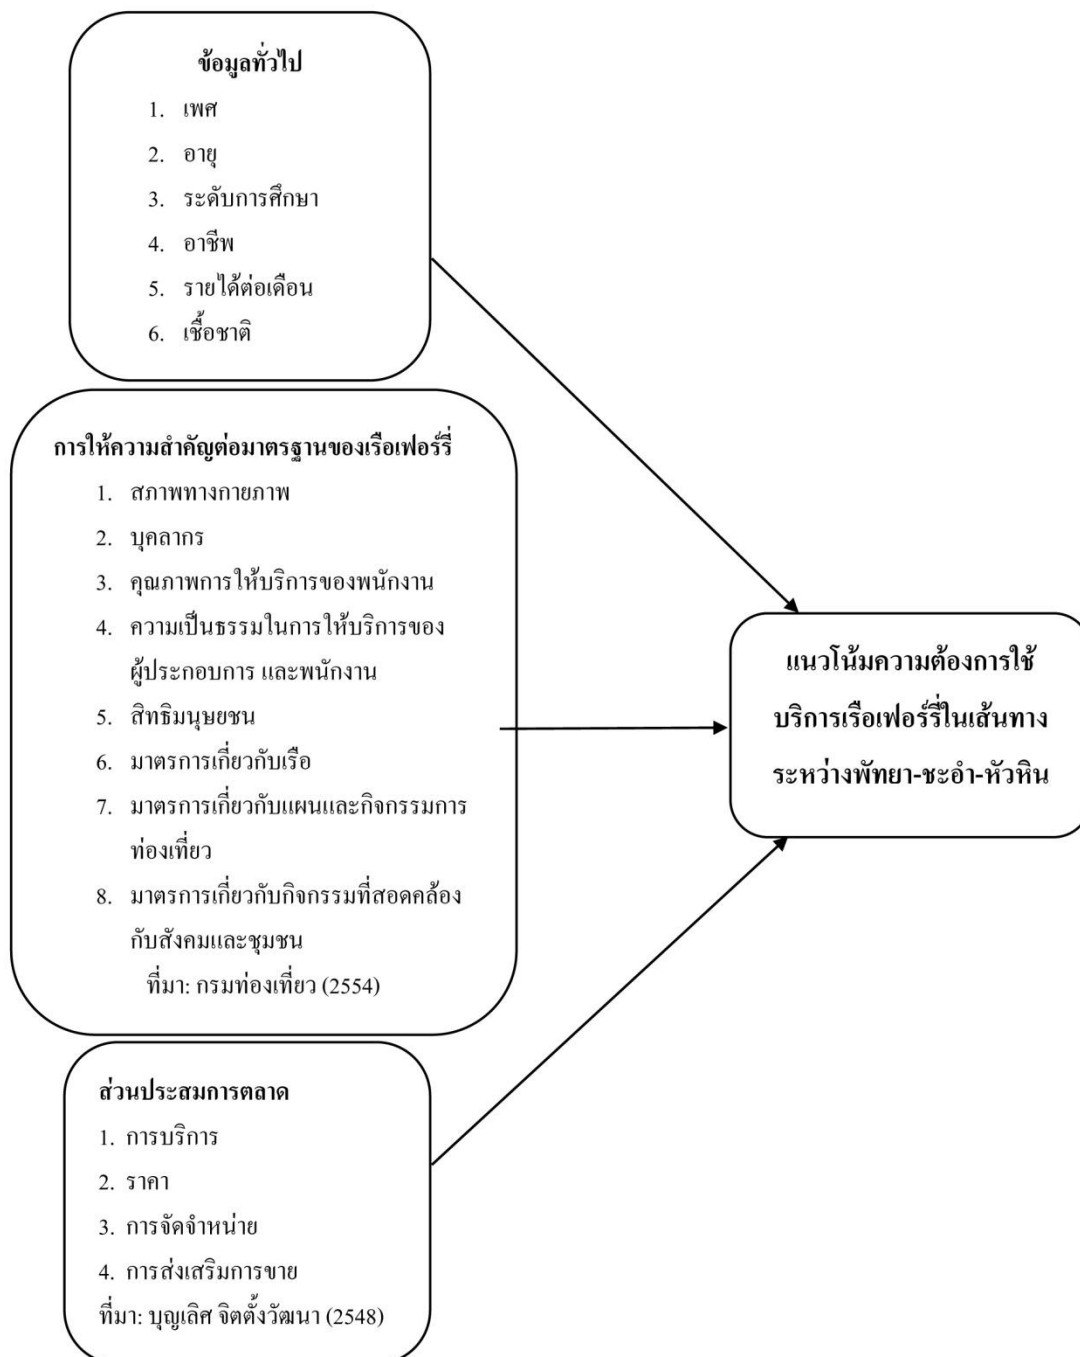 ข้อมูลทั่วไป
1. เพศ
2. อายุ
3. ระดับการศึกษา
4. อาชีพ
5. รายได้ต่อเดือน
6. เชื้อชาติ
การให้ความสำคัญต่อมาตรฐานของเรือเฟอร์รี่
1. สภาพทางกายภาพ
2. บุคลากร
3. คุณภาพการให้บริการของพนักงาน
4. ความเป็นธรรมในการให้บริการของ
ผู้ประกอบการ และพนักงาน
5. สิทธิมนุษยชน
6. มาตรการเกี่ยวกับเรือ
7. มาตรการเกี่ยวกับแผนและกิจกรรมการ
ท่องเที่ยว
8. มาตรการเกี่ยวกับกิจกรรมที่สอดคล้อง
กับสังคมและชุมชน
ที่มา: กรมท่องเที่ยว (2554)
ส่วนประสมการตลาด
1. การบริการ
2. ราคา
3. การจัดจำหน่าย
4. การส่งเสริมการขาย
ที่มา: บุญเลิศ จิตตั้งวัฒนา (2548)
แนวโน้มความต้องการใช้
บริการเรือเฟอร์รี่ในเส้นทาง
ระหว่างพัทยา-ชะอำ-หัวหิน